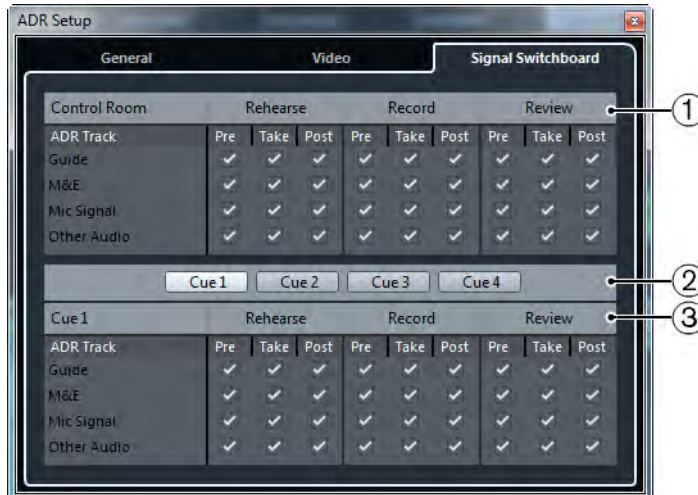 ADR Setup
General Video Signal Switchboard
Control Room Rehearse Record Review ①
ADR Track Pre Take Post Pre Take Post Pre Take Post
Guide
M&E
Mic Signal
Other Audio
Cue 1 Cue 2 Cue 3 Cue 4 ②
Cue 1 Rehearse Record Review ③
ADR Track Pre Take Post Pre Take Post Pre Take Post
Guide
M&E
Mic Signal
Other Audio